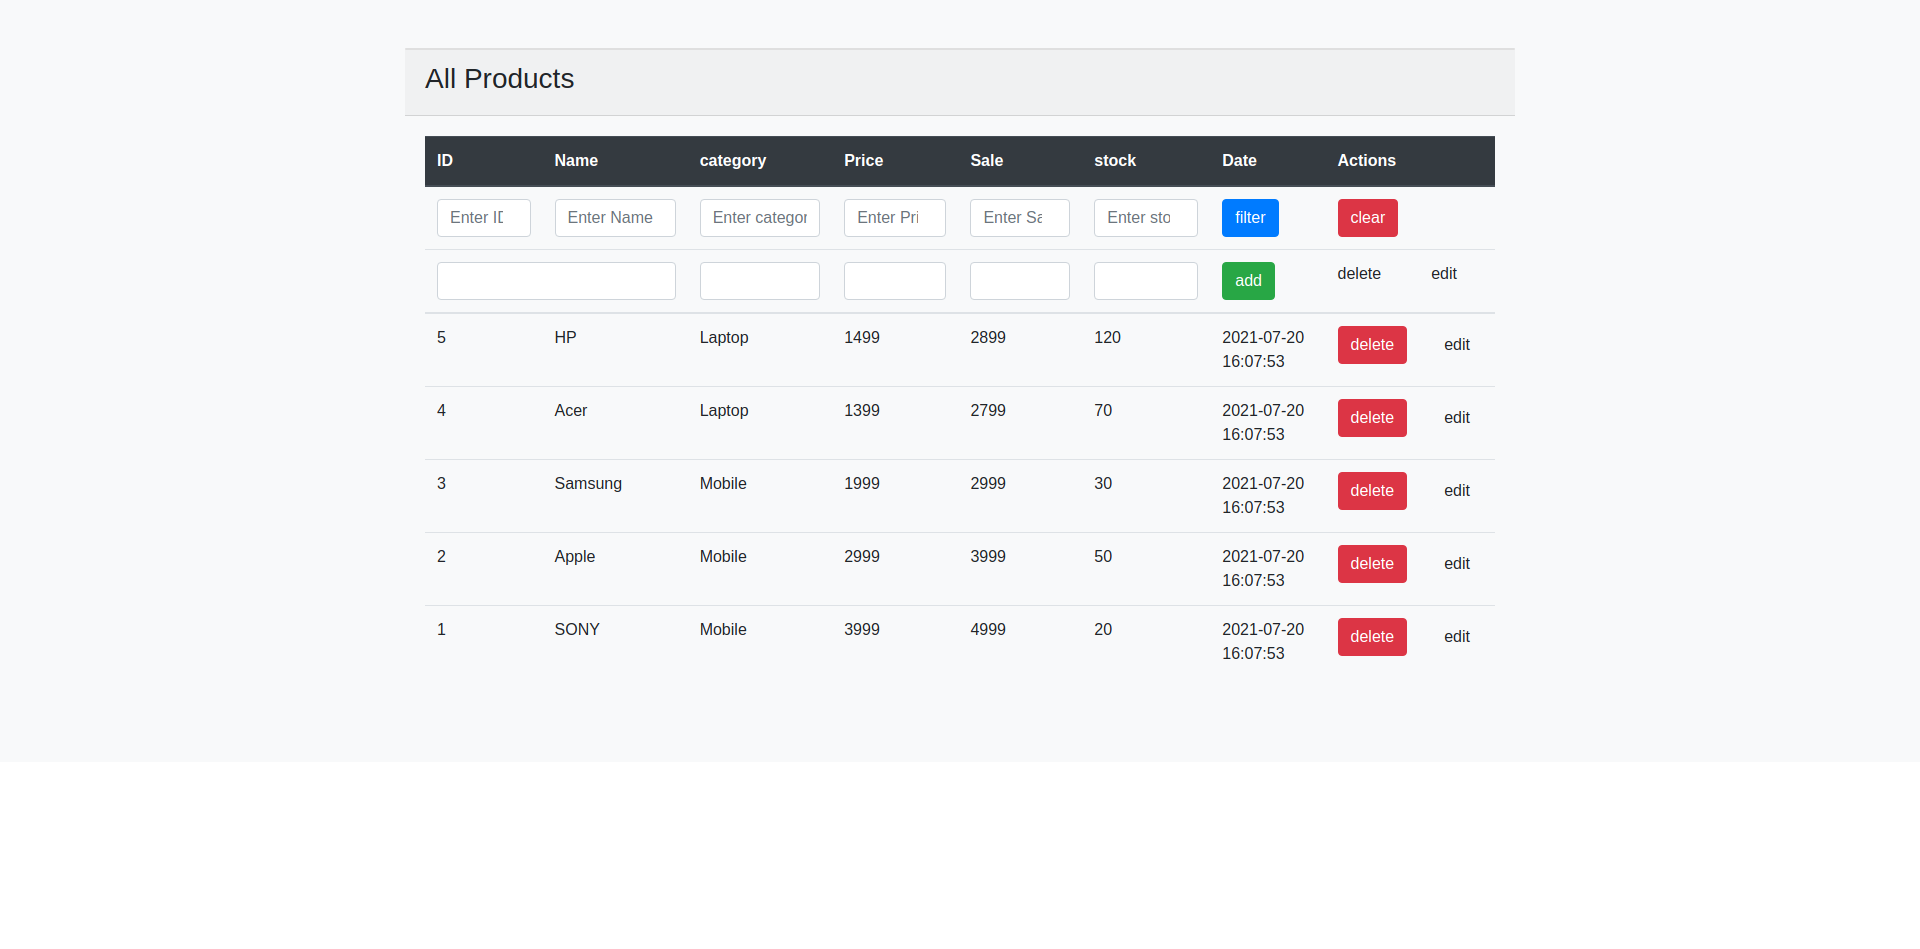 All Products
ID Name category Price Sale stock Date Actions
Enter ID Enter Name Enter categor Enter Pri Enter Sa Enter sto filter clear
add delete edit
5 HP Laptop 1499 2899 120 2021-07-20 16:07:53 delete edit
4 Acer Laptop 1399 2799 70 2021-07-20 16:07:53 delete edit
3 Samsung Mobile 1999 2999 30 2021-07-20 16:07:53 delete edit
2 Apple Mobile 2999 3999 50 2021-07-20 16:07:53 delete edit
1 SONY Mobile 3999 4999 20 2021-07-20 16:07:53 delete edit